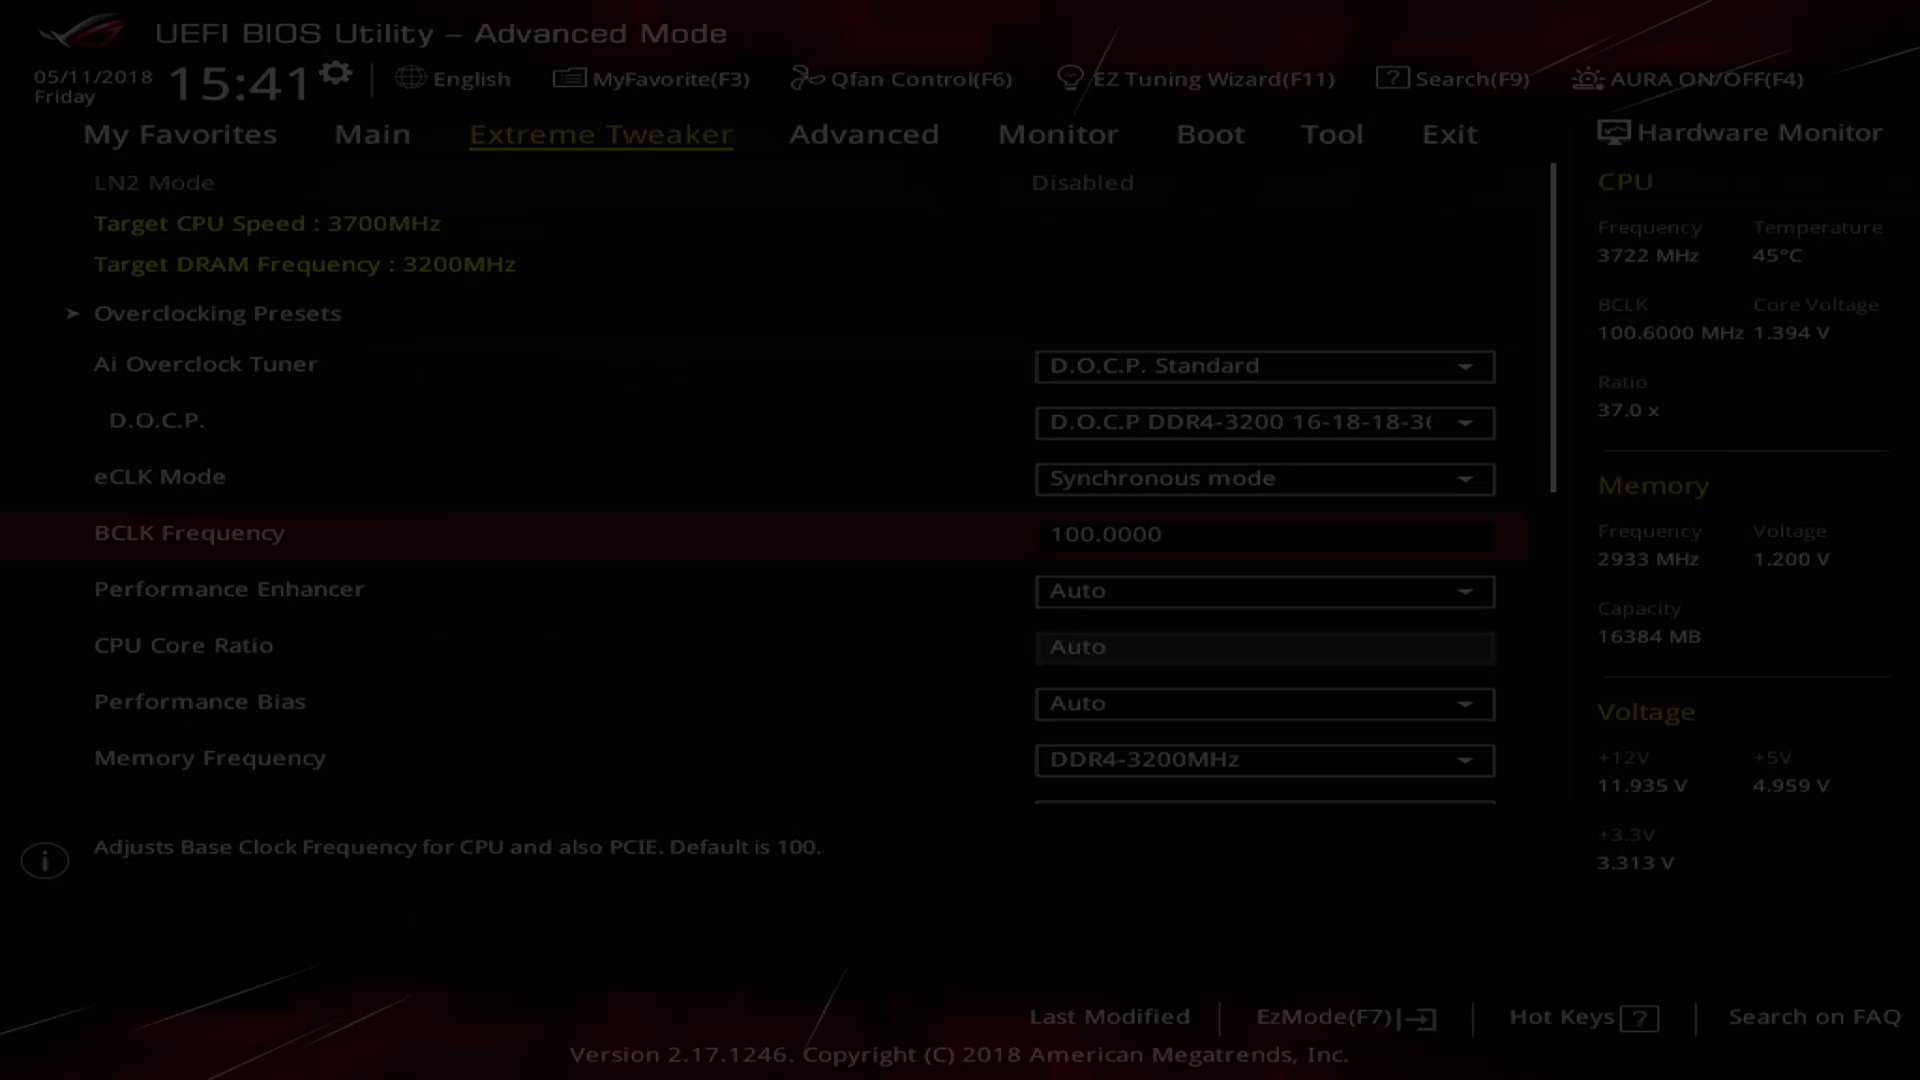 UEFI BIOS Utility – Advanced Mode
05/11/2018
Friday
15:41
English
MyFavorite(F3)
Qfan Control(F6)
EZ Tuning Wizard(F11)
? Search(F9)
AURA ON/OFF(F4)
My Favorites
Main
Extreme Tweaker
Advanced
Monitor
Boot
Tool
Exit
LN2 Mode Disabled
Target CPU Speed : 3700MHz
Target DRAM Frequency : 3200MHz
Overclocking Presets
Ai Overclock Tuner D.O.C.P. Standard
D.O.C.P. D.O.C.P DDR4-3200 16-18-18-3
eCLK Mode Synchronous mode
BCLK Frequency 100.0000
Performance Enhancer Auto
CPU Core Ratio Auto
Performance Bias Auto
Memory Frequency DDR4-3200MHz
Adjusts Base Clock Frequency for CPU and also PCIE. Default is 100.
Hardware Monitor
CPU
Frequency Temperature
3722 MHz 45°C
BCLK Core Voltage
100.6000 MHz 1.394 V
Ratio
37.0 x
Memory
Frequency Voltage
2933 MHz 1.200 V
Capacity
16384 MB
Voltage
+12V +5V
11.935 V 4.959 V
+3.3V
3.313 V
Last Modified
EzMode(F7)
Hot Keys ?
Search on FAQ
Version 2.17.1246. Copyright (C) 2018 American Megatrends, Inc.